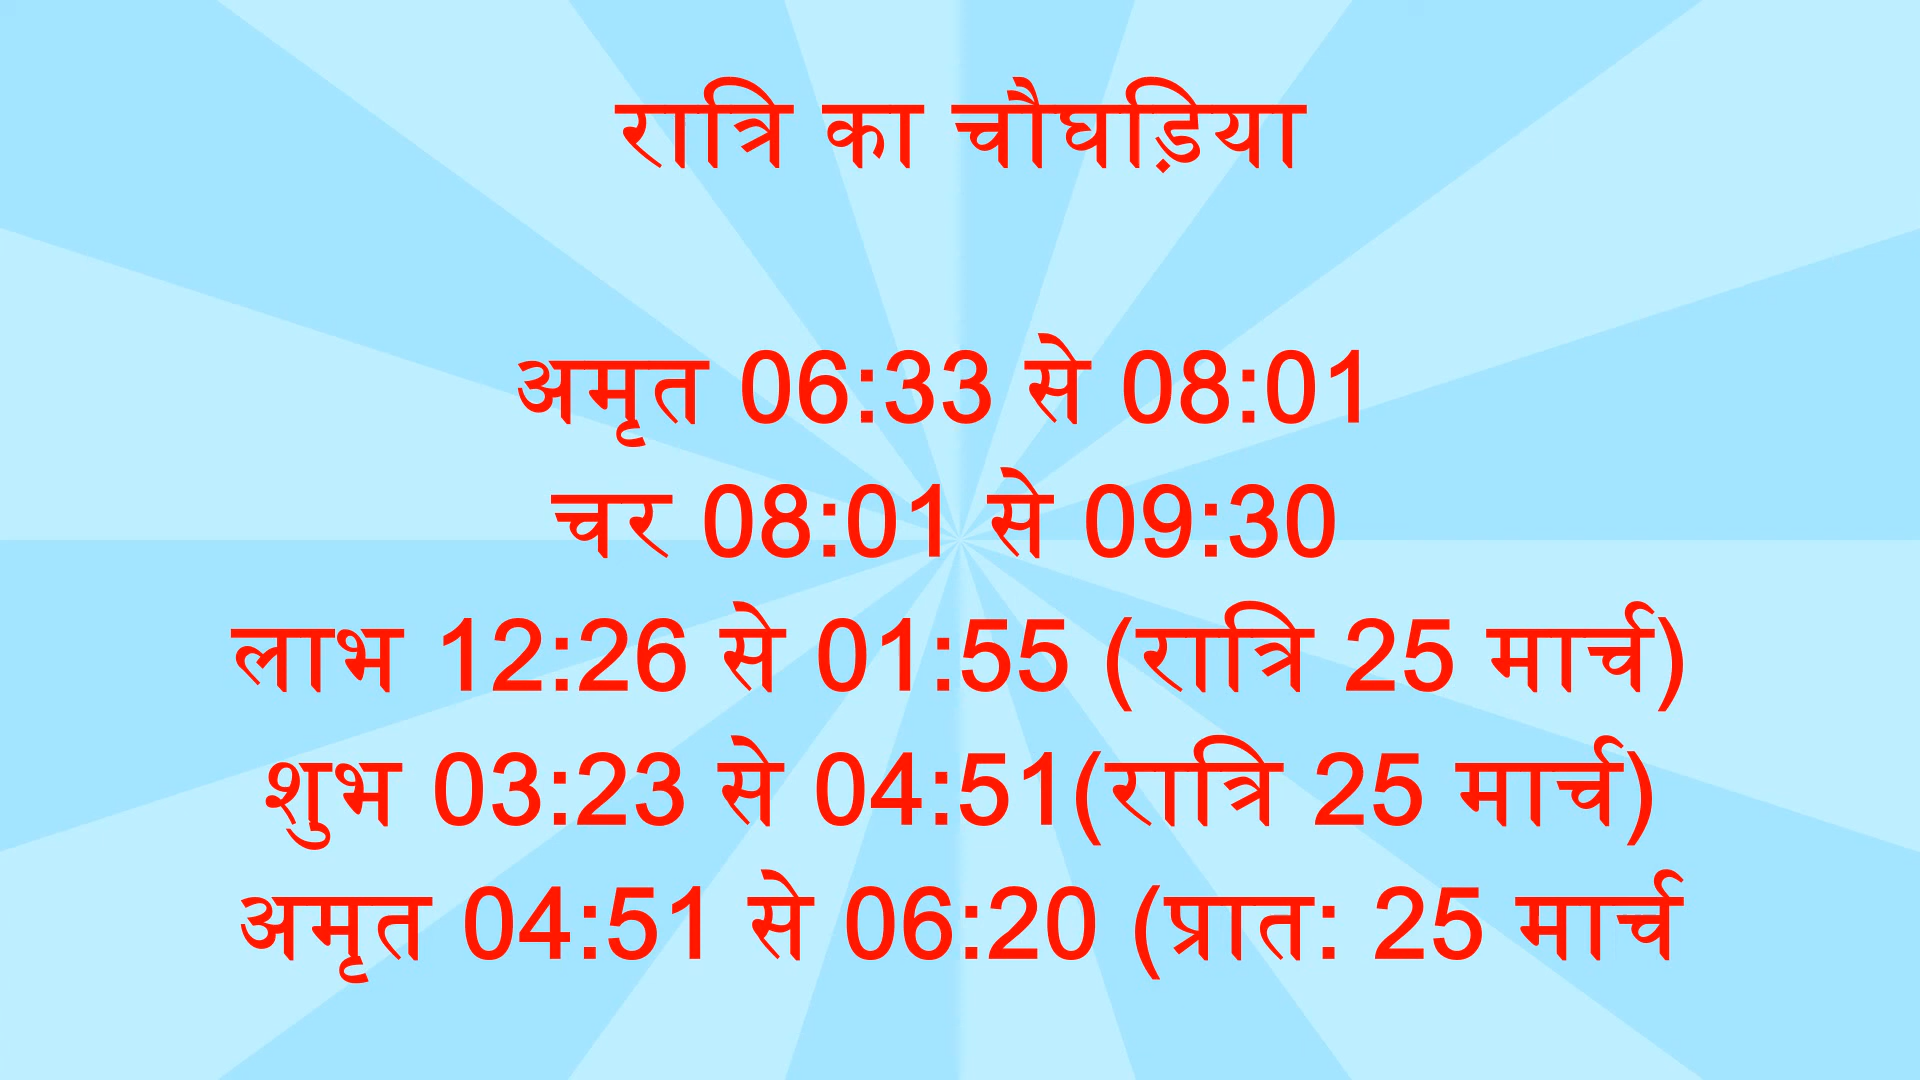 रात्रि का चौघड़िया
अमृत 06:33 से 08:01
चर 08:01 से 09:30
लाभ 12:26 से 01:55 (रात्रि 25 मार्च)
शुभ 03:23 से 04:51(रात्रि 25 मार्च)
अमृत 04:51 से 06:20 (प्रात: 25 मार्च